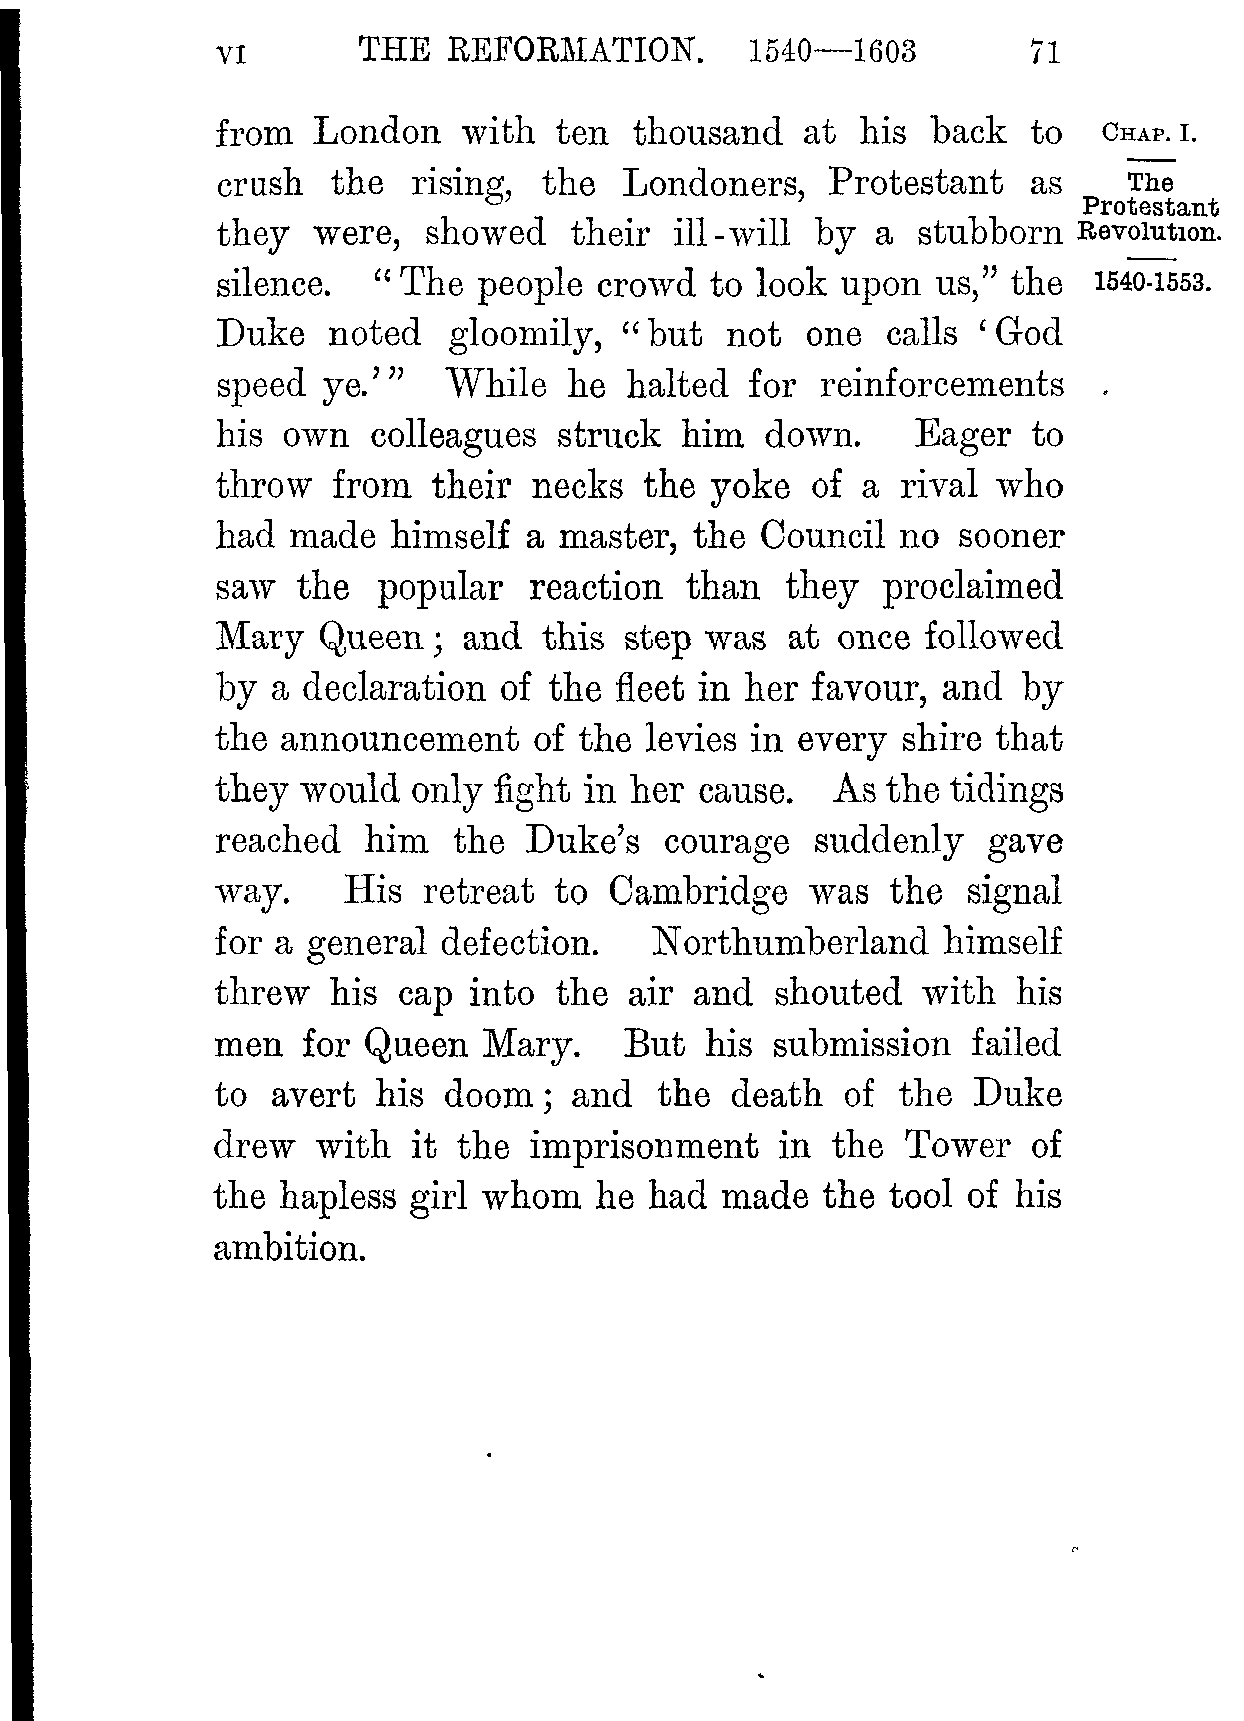 VI THE REFORMATION. 1540—1603 71
from London with ten thousand at his back to
crush the rising, the Londoners, Protestant as
they were, showed their ill-will by a stubborn
silence. "The people crowd to look upon us," the
Duke noted gloomily, "but not one calls 'God
speed ye.'" While he halted for reinforcements
his own colleagues struck him down. Eager to
throw from their necks the yoke of a rival who
had made himself a master, the Council no sooner
saw the popular reaction than they proclaimed
Mary Queen; and this step was at once followed
by a declaration of the fleet in her favour, and by
the announcement of the levies in every shire that
they would only fight in her cause. As the tidings
reached him the Duke's courage suddenly gave
way. His retreat to Cambridge was the signal
for a general defection. Northumberland himself
threw his cap into the air and shouted with his
men for Queen Mary. But his submission failed
to avert his doom; and the death of the Duke
drew with it the imprisonment in the Tower of
the hapless girl whom he had made the tool of his
ambition.
CHAP. I.
The
Protestant
Revolution.
1540-1553.